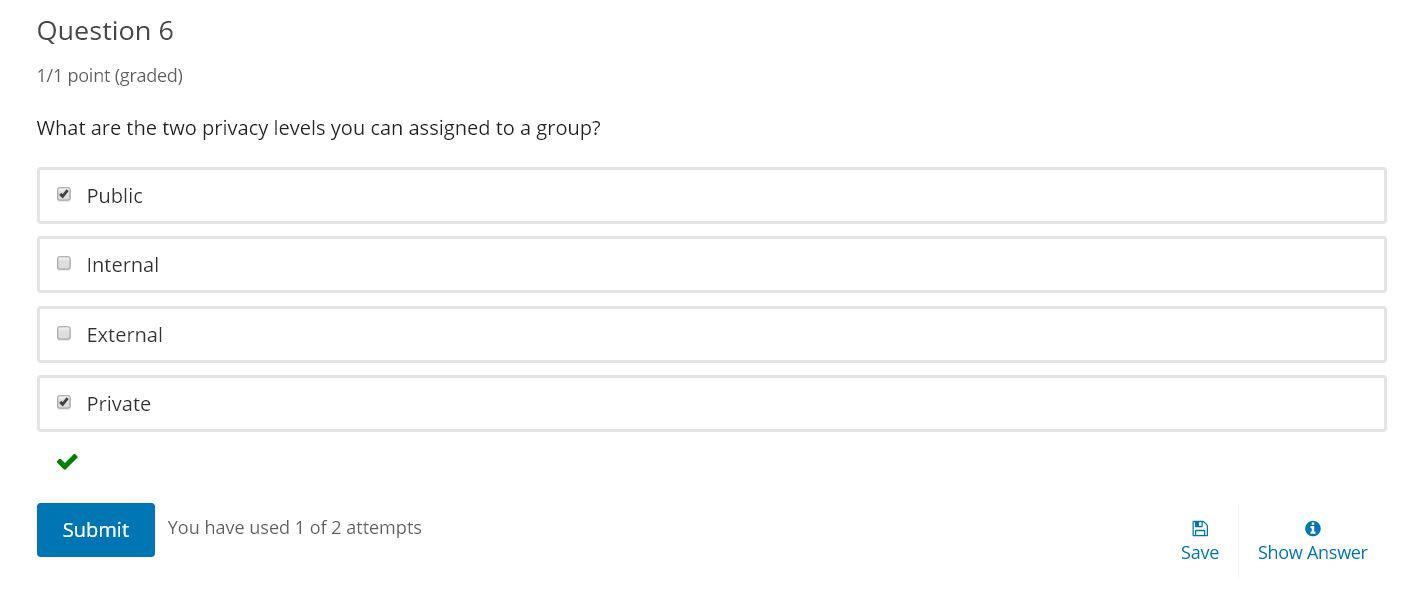 Question 6
1/1 point (graded)
What are the two privacy levels you can assigned to a group?
Public
Internal
External
Private
Submit
You have used 1 of 2 attempts
Save
Show Answer